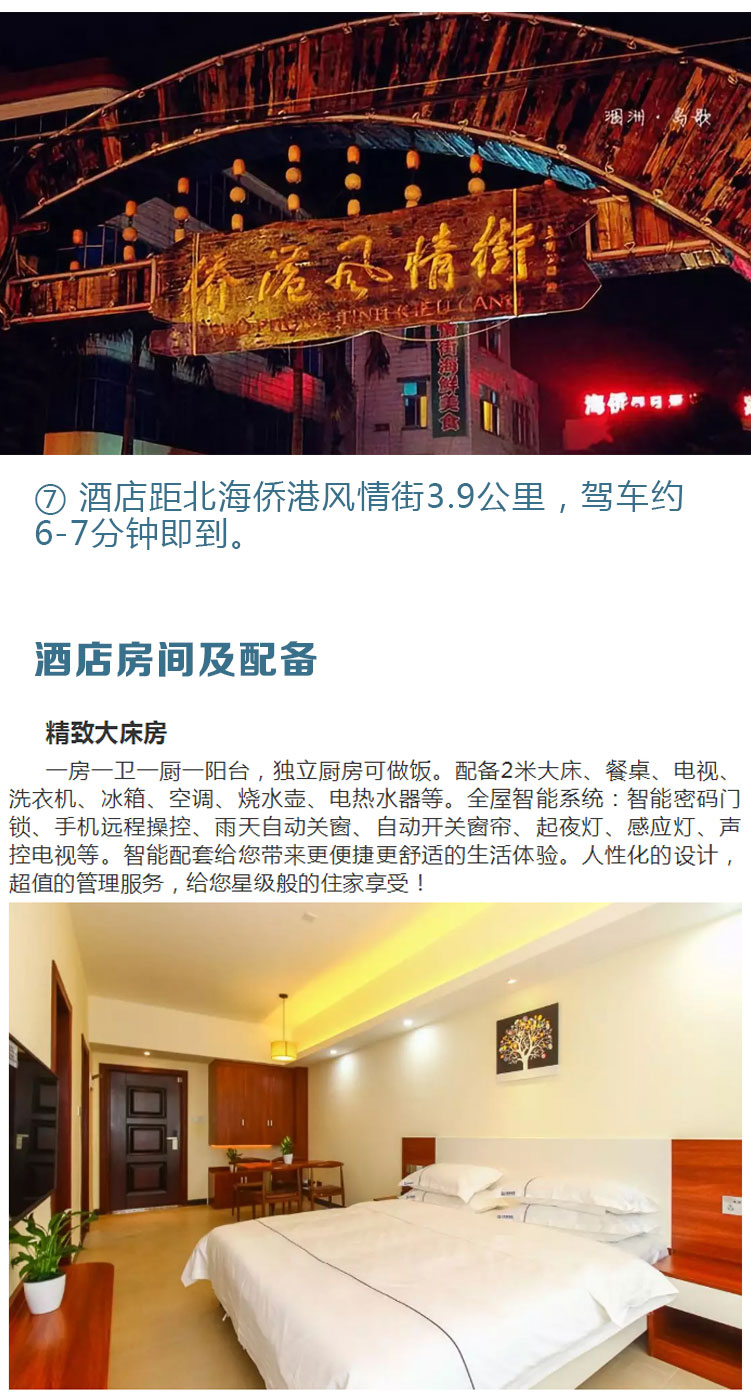 涠洲·岛歌
侨港风情街
PHONG TINH KIEU CANG
情街海鲜美食
海侨
⑦ 酒店距北海侨港风情街3.9公里，驾车约
6-7分钟即到。
酒店房间及配备
精致大床房
一房一卫一厨一阳台，独立厨房可做饭。配备2米大床、餐桌、电视、
洗衣机、冰箱、空调、烧水壶、电热水器等。全屋智能系统：智能密码门
锁、手机远程操控、雨天自动关窗、自动开关窗帘、起夜灯、感应灯、声
控电视等。智能配套给您带来更便捷更舒适的生活体验。人性化的设计，
超值的管理服务，给您星级般的住家享受！